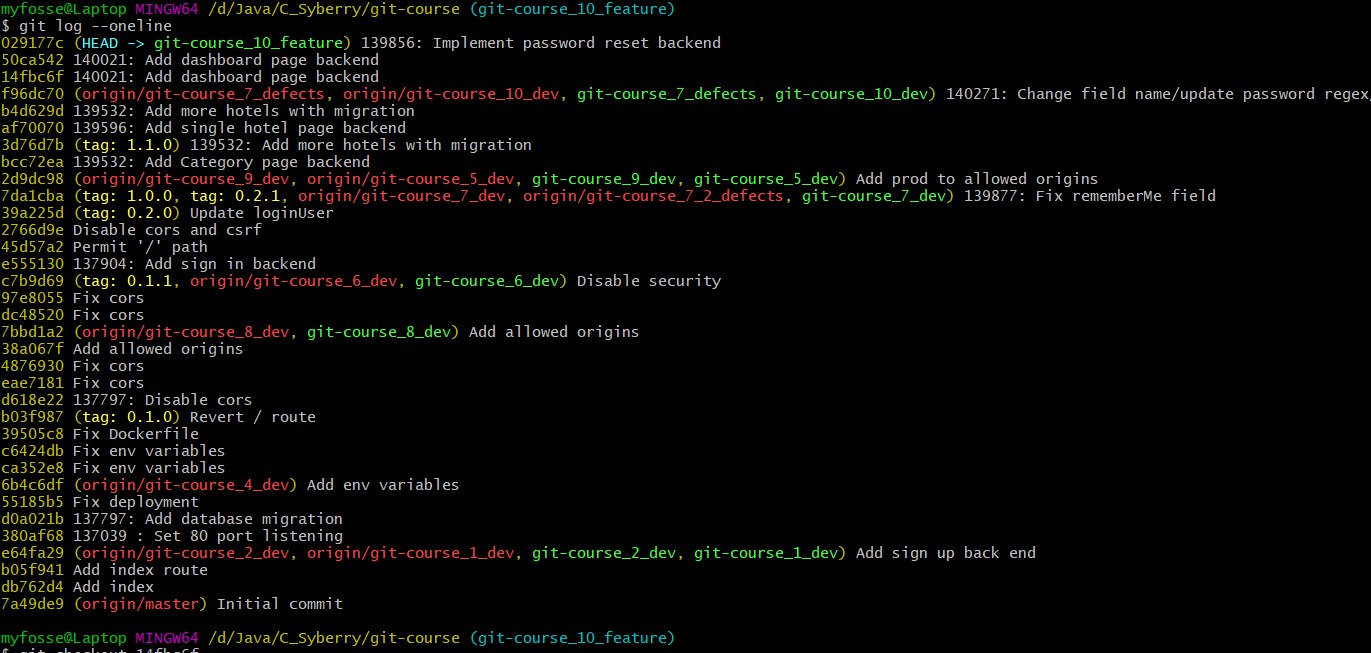 myfosse@Laptop MINGW64 /d/Java/C_Syberry/git-course (git-course_10_feature)
$ git log --oneline
029177c (HEAD -> git-course_10_feature) 139856: Implement password reset backend
50ca542 140021: Add dashboard page backend
14fbc6f 140021: Add dashboard page backend
f96dc70 (origin/git-course_7_defects, origin/git-course_10_dev, git-course_7_defects, git-course_10_dev) 140271: Change field name/update password regex,
b4d629d 139532: Add more hotels with migration
af70070 139596: Add single hotel page backend
3d76d7b (tag: 1.1.0) 139532: Add more hotels with migration
bcc72ea 139532: Add Category page backend
2d9dc98 (origin/git-course_9_dev, origin/git-course_5_dev, git-course_9_dev, git-course_5_dev) Add prod to allowed origins
7da1cba (tag: 1.0.0, tag: 0.2.1, origin/git-course_7_dev, origin/git-course_7_2_defects, git-course_7_dev) 139877: Fix rememberMe field
39a225d (tag: 0.2.0) Update loginUser
2766d9e Disable cors and csrf
45d57a2 Permit '/' path
e555130 137904: Add sign in backend
c7b9d69 (tag: 0.1.1, origin/git-course_6_dev, git-course_6_dev) Disable security
97e8055 Fix cors
dc48520 Fix cors
7bbd1a2 (origin/git-course_8_dev, git-course_8_dev) Add allowed origins
38a067f Add allowed origins
4876930 Fix cors
eae7181 Fix cors
d618e22 137797: Disable cors
b03f987 (tag: 0.1.0) Revert / route
39505c8 Fix Dockerfile
c6424db Fix env variables
ca352e8 Fix env variables
6b4c6df (origin/git-course_4_dev) Add env variables
55185b5 Fix deployment
d0a021b 137797: Add database migration
380af68 137039 : Set 80 port listening
e64fa29 (origin/git-course_2_dev, origin/git-course_1_dev, git-course_2_dev, git-course_1_dev) Add sign up back end
b05f941 Add index route
db762d4 Add index
7a49de9 (origin/master) Initial commit
myfosse@Laptop MINGW64 /d/Java/C_Syberry/git-course (git-course_10_feature)
$ git checkout 14fbc6f